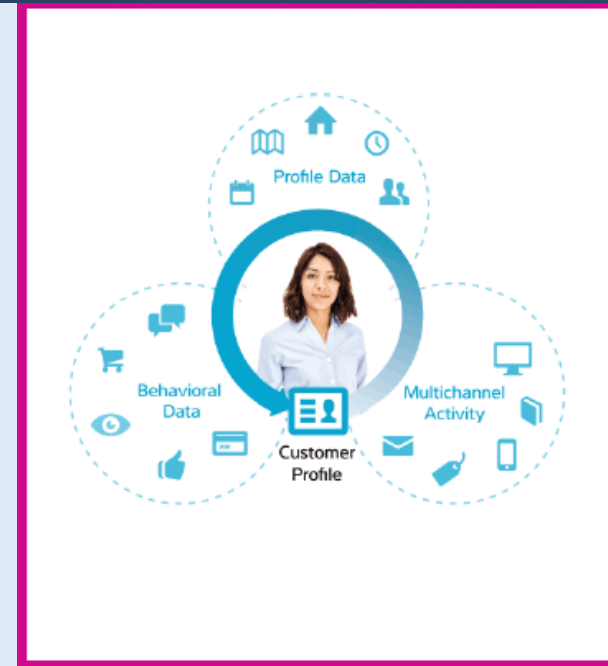 Profile Data
Behavioral
Data
Multichannel
Activity
Customer
Profile